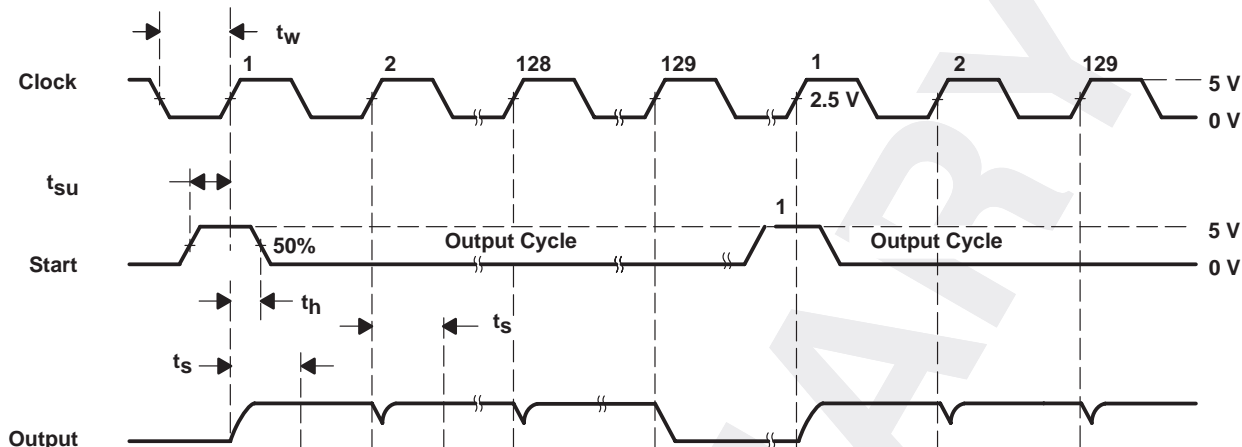 tw
1 2 128 129 1 2 129
Clock
5 V
2.5 V
0 V
tsu
1
5 V
50%
Output Cycle
Output Cycle
Start
0 V
th
ts
ts
Output